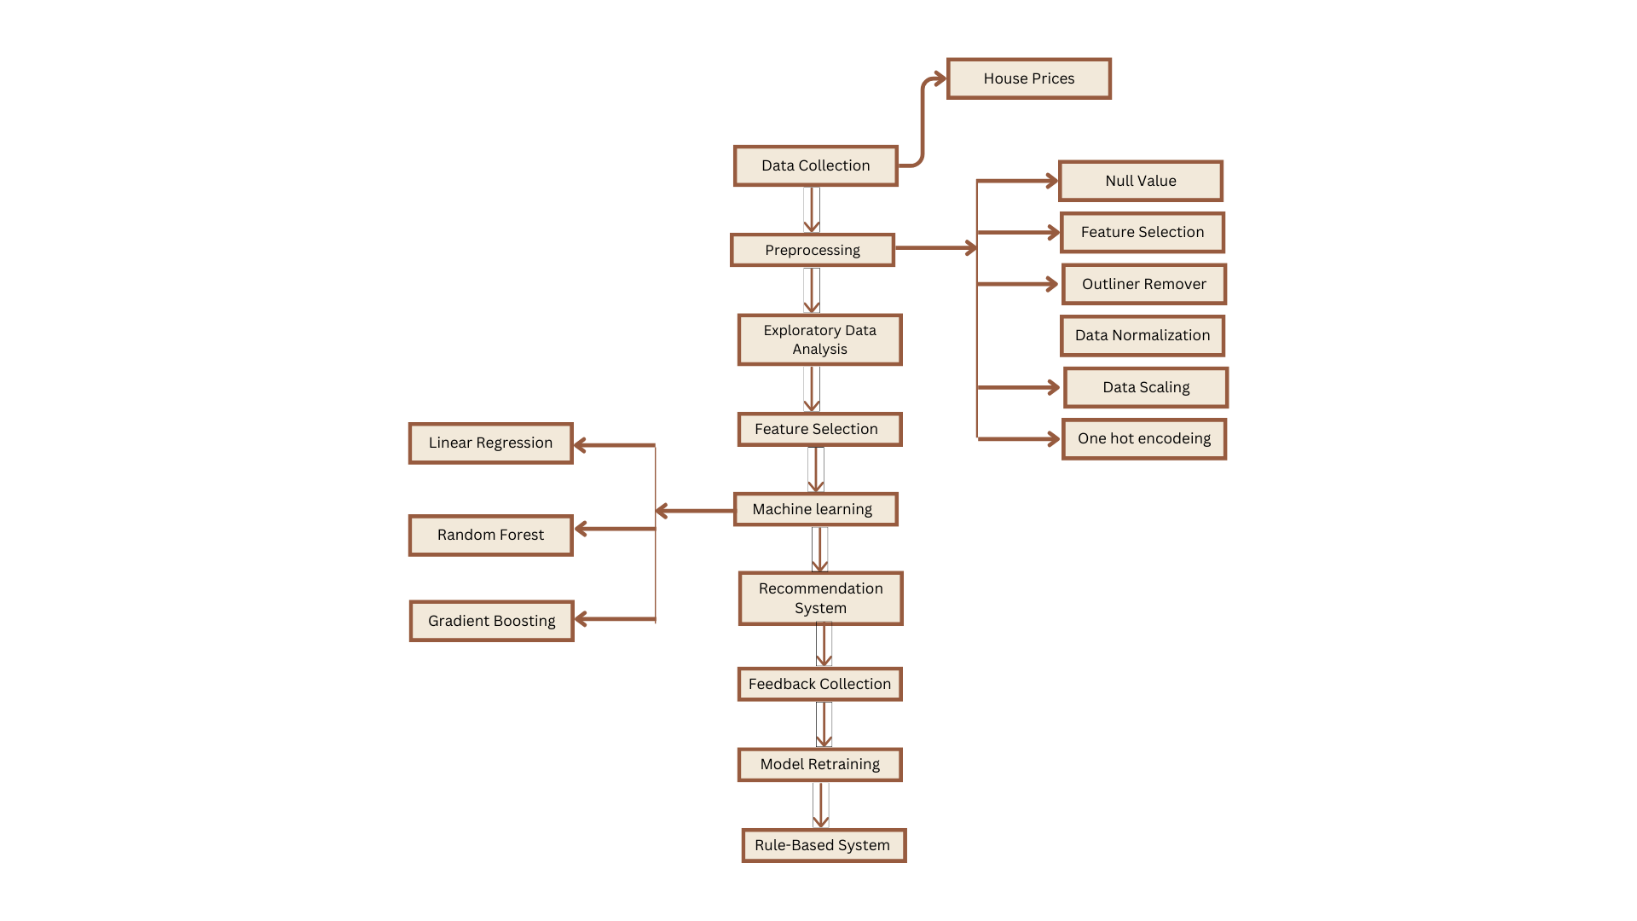 House Prices
Data Collection
Null Value
Feature Selection
Preprocessing
Outliner Remover
Exploratory Data
Analysis
Data Normalization
Data Scaling
Feature Selection
One hot encodeing
Linear Regression
Machine learning
Random Forest
Recommendation
System
Gradient Boosting
Feedback Collection
Model Retraining
Rule-Based System